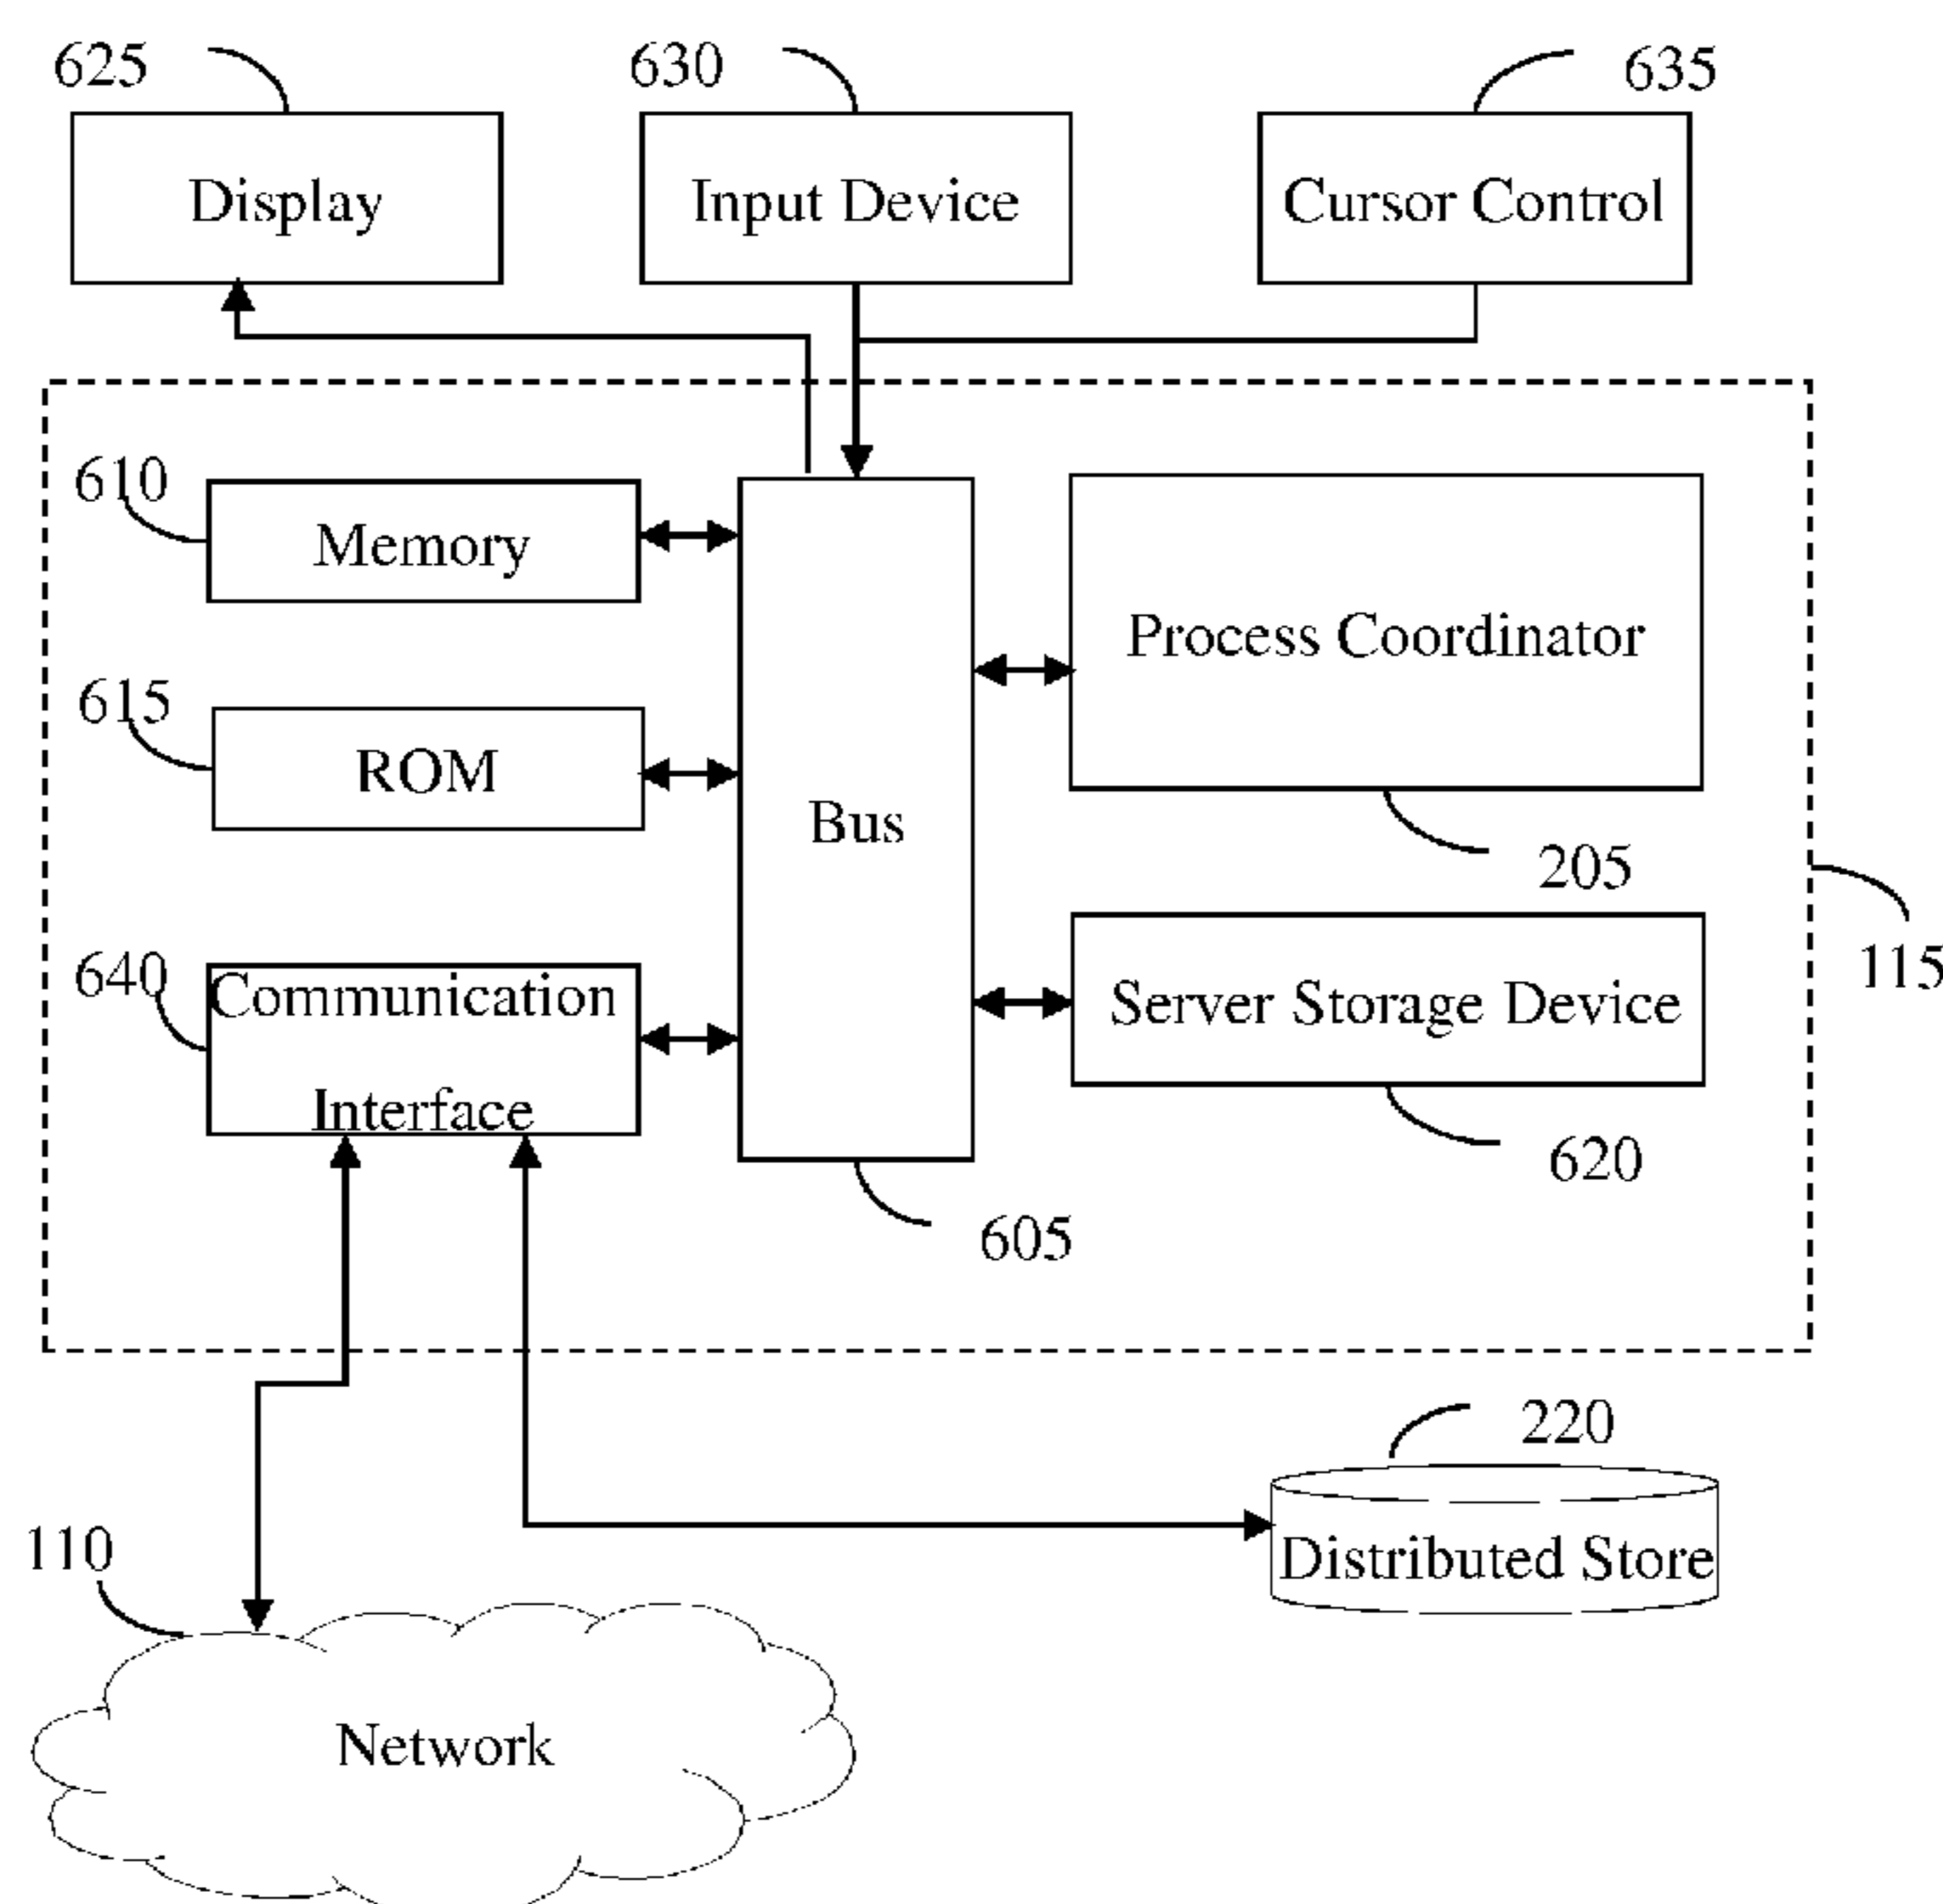 625
630
635
Display
Input Device
Cursor Control
610
Memory
Process Coordinator
615
ROM
Bus
205
115
640
Communication
Interface
Server Storage Device
620
605
220
Distributed Store
110
Network